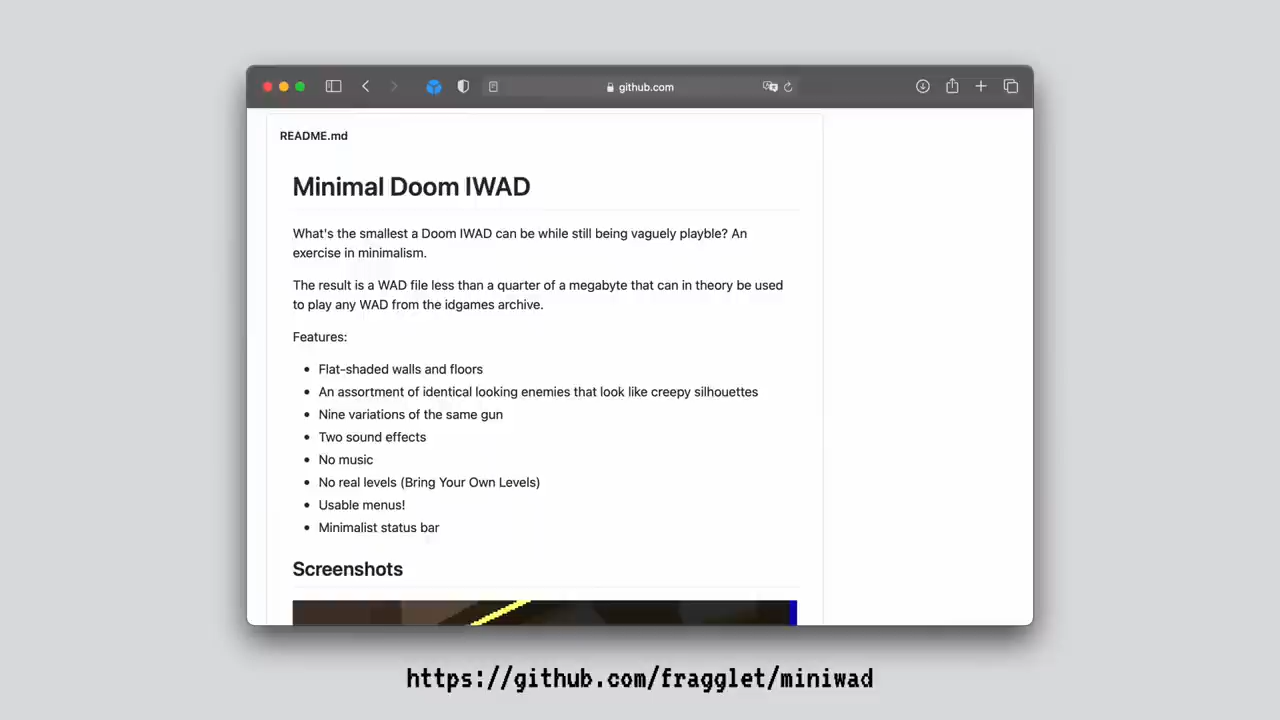 github.com
README.md
Minimal Doom IWAD
What's the smallest a Doom IWAD can be while still being vaguely playble? An
exercise in minimalism.
The result is a WAD file less than a quarter of a megabyte that can in theory be used
to play any WAD from the idgames archive.
Features:
• Flat-shaded walls and floors
• An assortment of identical looking enemies that look like creepy silhouettes
• Nine variations of the same gun
• Two sound effects
• No music
• No real levels (Bring Your Own Levels)
• Usable menus!
• Minimalist status bar
Screenshots
https://github.com/fragglet/miniwad